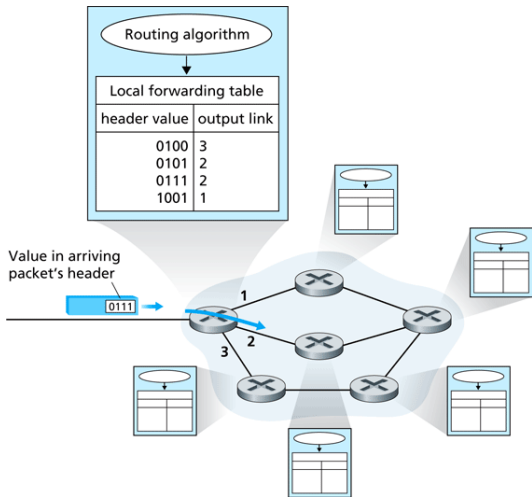 Routing algorithm
Local forwarding table
header value output link
0100 3
0101 2
0111 2
1001 1
Value in arriving
packet's header
0111
1
2
3